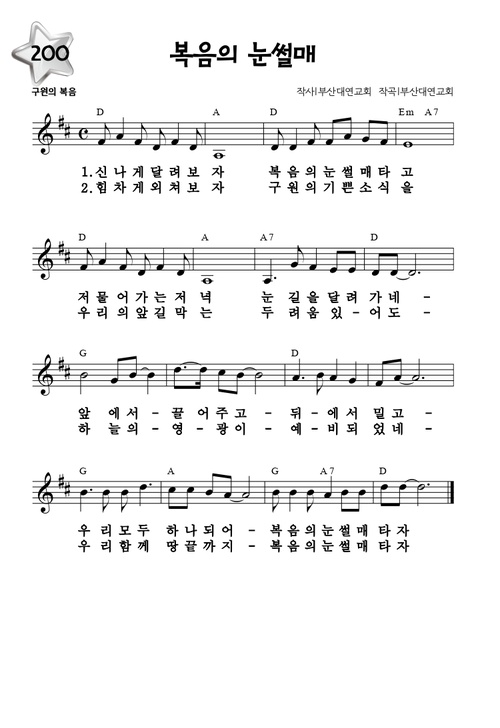 200
복음의 눈썰매
구원의 복음
작사|부산대연교회 작곡|부산대연교회
D A D Em A7
1.신나게달려보자 복음의눈썰매타고
2.힘차게외쳐보자 구원의기쁜소식을
D A A7 D
저물어가는저녁 눈길을달려가네-
우리의앞길막는 두려움있-어도-
G D
앞에서-끌어주고-뒤-에서밀고-
하늘의-영-광이-예-비되었네-
G A G A7 D
우리모두하나되어-복음의눈썰매타자
우리함께땅끝까지-복음의눈썰매타자